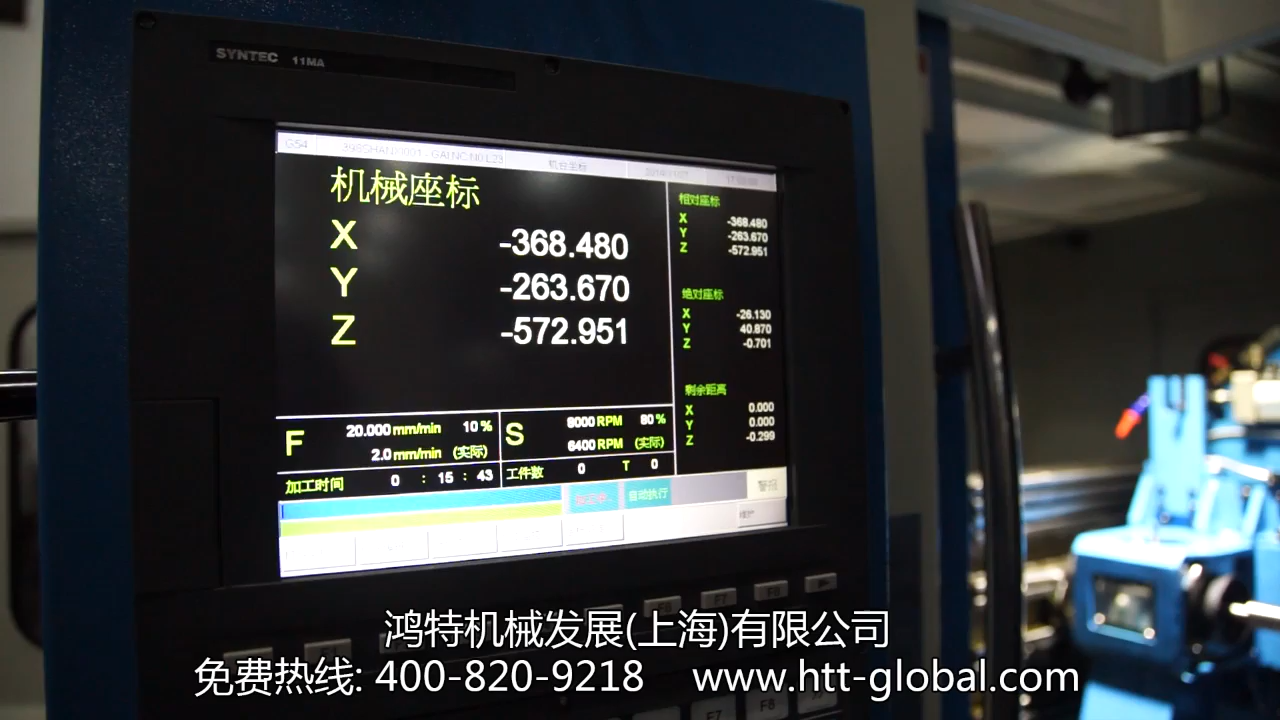 SYNTEC 11MA
G54
机械座标
X -368.480
Y -263.670
Z -572.951
相对座标
X -368.480
Y -263.670
Z -572.951
绝对座标
X -26.130
Y 40.870
Z -0.701
剩余距离
X 0.000
Y 0.000
Z -0.299
F 20.000 mm/min 10 %
2.0 mm/min (实际)
S 8000 RPM 80 %
6400 RPM (实际)
加工时间 0 : 15 : 43
工件数 0 T 0
自动执行
警报
F7
F8
鸿特机械发展(上海)有限公司
免费热线: 400-820-9218 www.htt-global.com